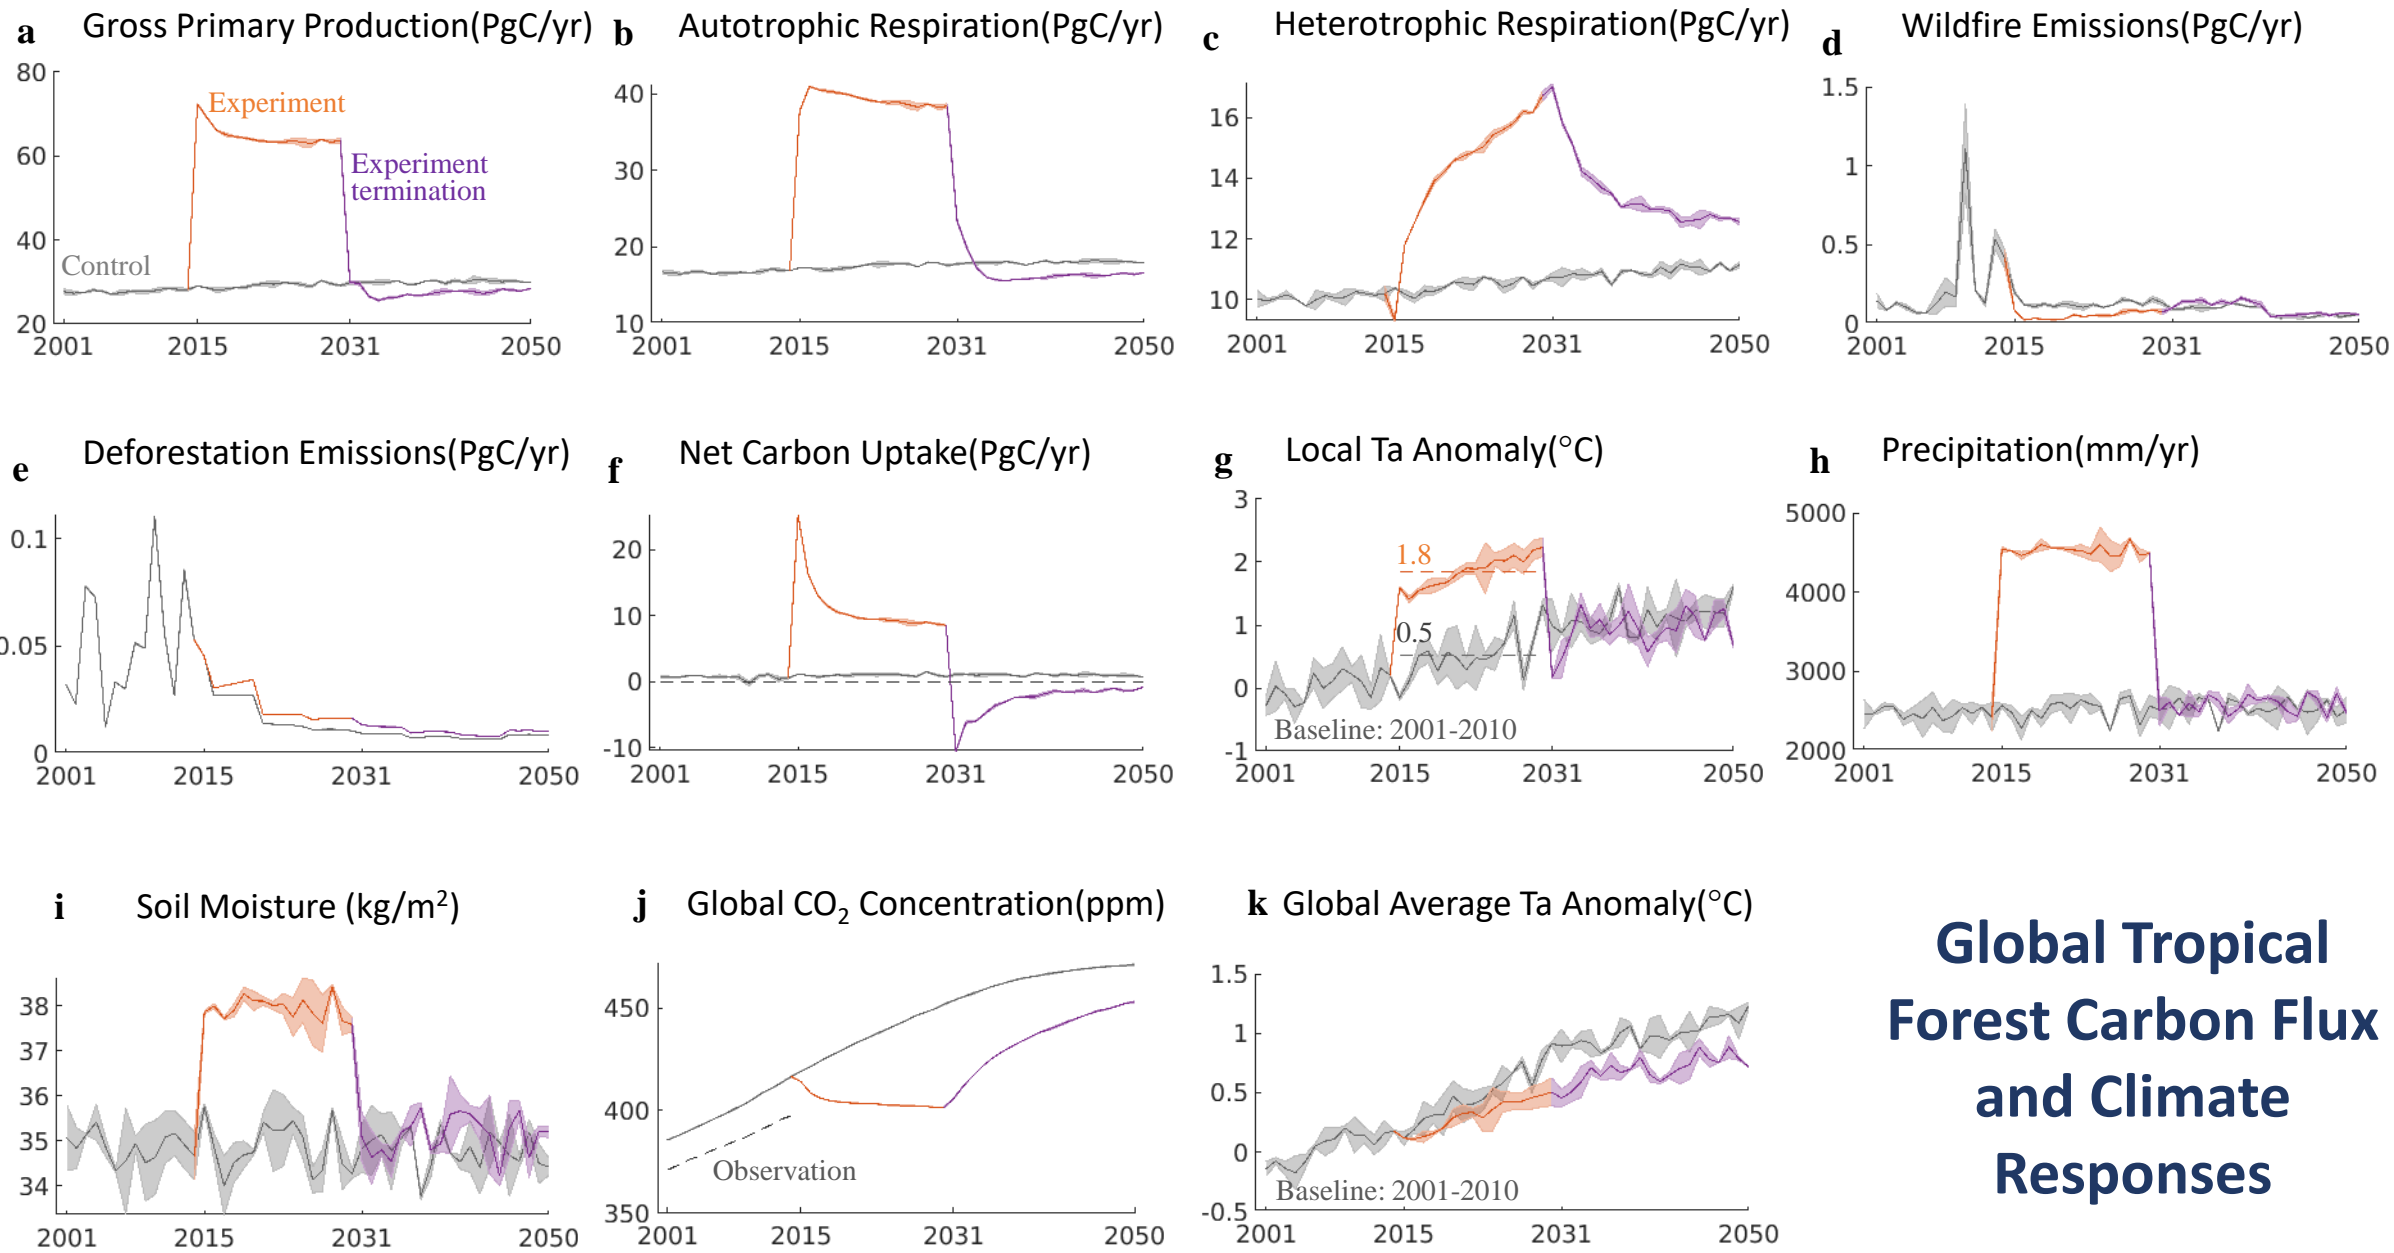 a Gross Primary Production(PgC/yr)
80
60
40
20
Experiment
Experiment
termination
Control
2001 2015 2031 2050
b Autotrophic Respiration(PgC/yr)
40
30
20
10
2001 2015 2031 2050
c Heterotrophic Respiration(PgC/yr)
16
14
12
10
2001 2015 2031 2050
d Wildfire Emissions(PgC/yr)
1.5
1
0.5
0
2001 2015 2031 2050
e Deforestation Emissions(PgC/yr)
0.1
0.05
0
2001 2015 2031 2050
f Net Carbon Uptake(PgC/yr)
20
10
0
-10
2001 2015 2031 2050
g Local Ta Anomaly(°C)
3
2
1
0
-1
1.8
0.5
Baseline: 2001-2010
2001 2015 2031 2050
h Precipitation(mm/yr)
5000
4000
3000
2000
2001 2015 2031 2050
i Soil Moisture (kg/m²)
38
37
36
35
34
2001 2015 2031 2050
j Global CO₂ Concentration(ppm)
450
400
350
Observation
2001 2015 2031 2050
k Global Average Ta Anomaly(°C)
1.5
1
0.5
0
-0.5
Baseline: 2001-2010
2001 2015 2031 2050
Global Tropical
Forest Carbon Flux
and Climate
Responses